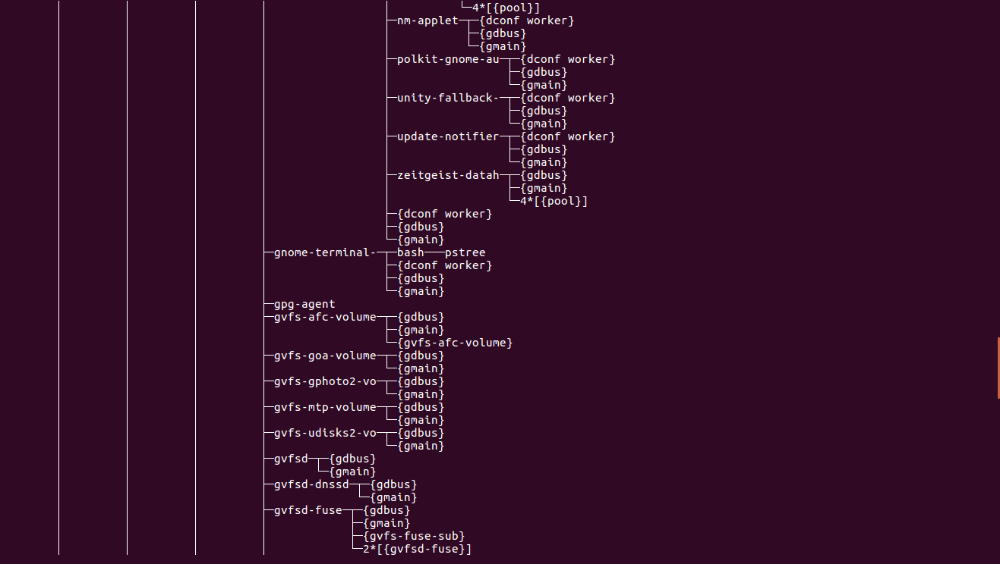 └─4*[{pool}]
├─nm-applet─┬─{dconf worker}
├─{gdbus}
└─{gmain}
├─polkit-gnome-au─┬─{dconf worker}
├─{gdbus}
└─{gmain}
├─unity-fallback-─┬─{dconf worker}
├─{gdbus}
└─{gmain}
├─update-notifier─┬─{dconf worker}
├─{gdbus}
└─{gmain}
├─zeitgeist-datah─┬─{gdbus}
├─{gmain}
└─4*[{pool}]
├─{dconf worker}
├─{gdbus}
└─{gmain}
├─gnome-terminal-─┬─bash───pstree
├─{dconf worker}
├─{gdbus}
└─{gmain}
├─gpg-agent
├─gvfs-afc-volume─┬─{gdbus}
├─{gmain}
└─{gvfs-afc-volume}
├─gvfs-goa-volume─┬─{gdbus}
└─{gmain}
├─gvfs-gphoto2-vo─┬─{gdbus}
└─{gmain}
├─gvfs-mtp-volume─┬─{gdbus}
└─{gmain}
├─gvfs-udisks2-vo─┬─{gdbus}
└─{gmain}
├─gvfsd─┬─{gdbus}
└─{gmain}
├─gvfsd-dnssd─┬─{gdbus}
└─{gmain}
├─gvfsd-fuse─┬─{gdbus}
├─{gmain}
├─{gvfs-fuse-sub}
└─2*[{gvfsd-fuse}]